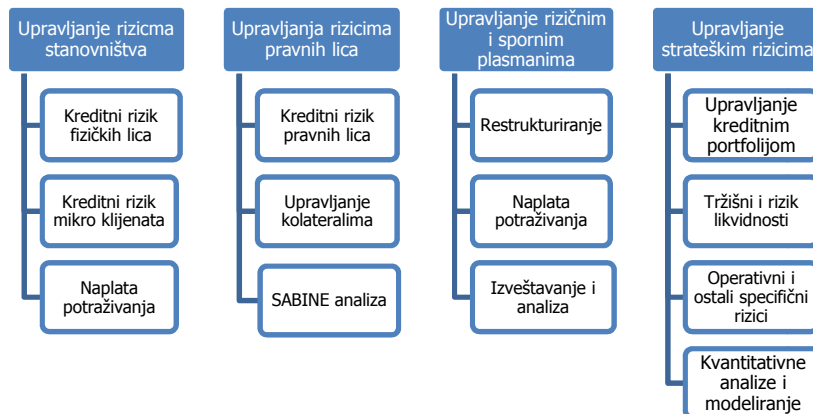 Upravljanje rizicma
stanovništva
Kreditni rizik
fizičkih lica
Kreditni rizik
mikro klijenata
Naplata
potraživanja
Upravljanja rizicima
pravnih lica
Kreditni rizik
pravnih lica
Upravljanje
kolateralima
SABINE analiza
Upravljanje rizičnim
i spornim
plasmanima
Restrukturiranje
Naplata
potraživanja
Izveštavanje i
analiza
Upravljanje
strateškim rizicima
Upravljanje
kreditnim
portfolijom
Tržišni i rizik
likvidnosti
Operativni i
ostali specifični
rizici
Kvantitativne
analize i
modeliranje